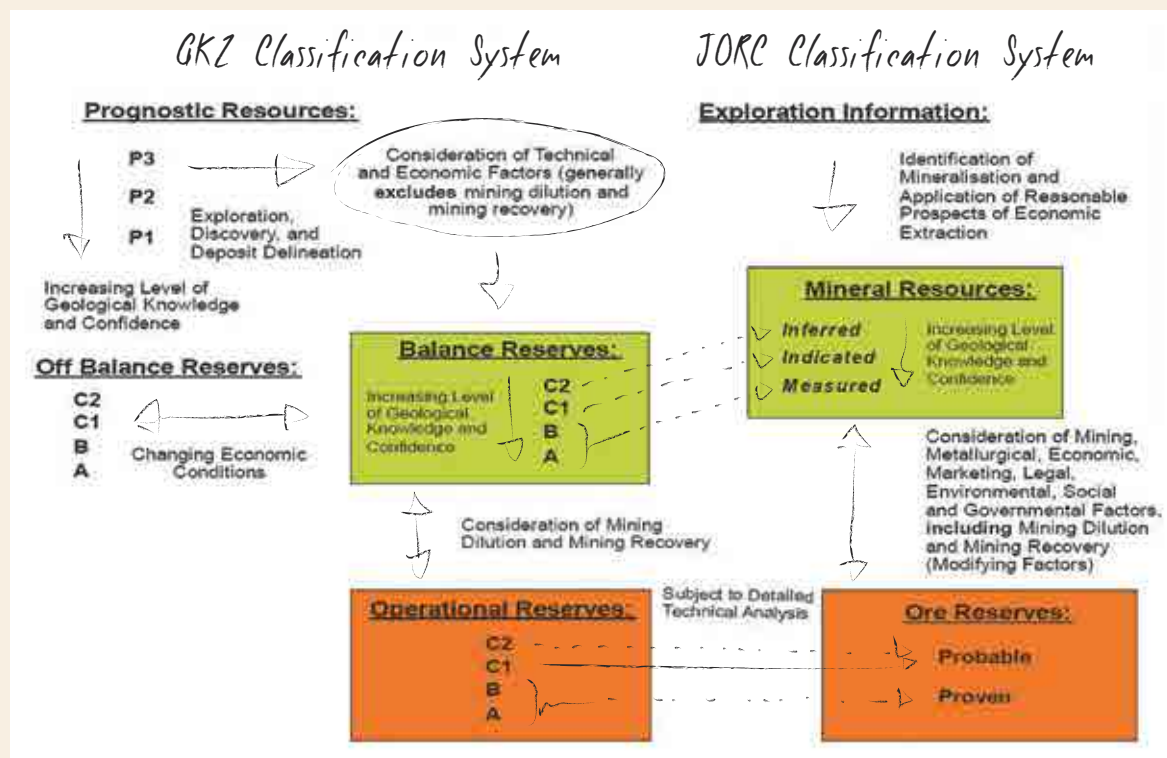 GKZ Classification System
JORC Classification System
Prognostic Resources:
P3
P2
P1
Exploration,
Discovery, and
Deposit Delineation
Increasing Level of
Geological Knowledge
and Confidence
Consideration of Technical
and Economic Factors (generally
excludes mining dilution and
mining recovery)
Off Balance Reserves:
C2
C1
B
A
Changing Economic
Conditions
Balance Reserves:
Increasing Level
of Geological
Knowledge and
Confidence
C2
C1
B
A
Consideration of Mining
Dilution and Mining Recovery
Operational Reserves:
C2
C1
B
A
Subject to Detailed
Technical Analysis
Exploration Information:
Identification of
Mineralisation and
Application of Reasonable
Prospects of Economic
Extraction
Mineral Resources:
Inferred
Indicated
Measured
Increasing Level
of Geological
Knowledge and
Confidence
Consideration of Mining,
Metallurgical, Economic,
Marketing, Legal,
Environmental, Social
and Governmental Factors,
including Mining Dilution
and Mining Recovery
(Modifying Factors)
Ore Reserves:
Probable
Proven